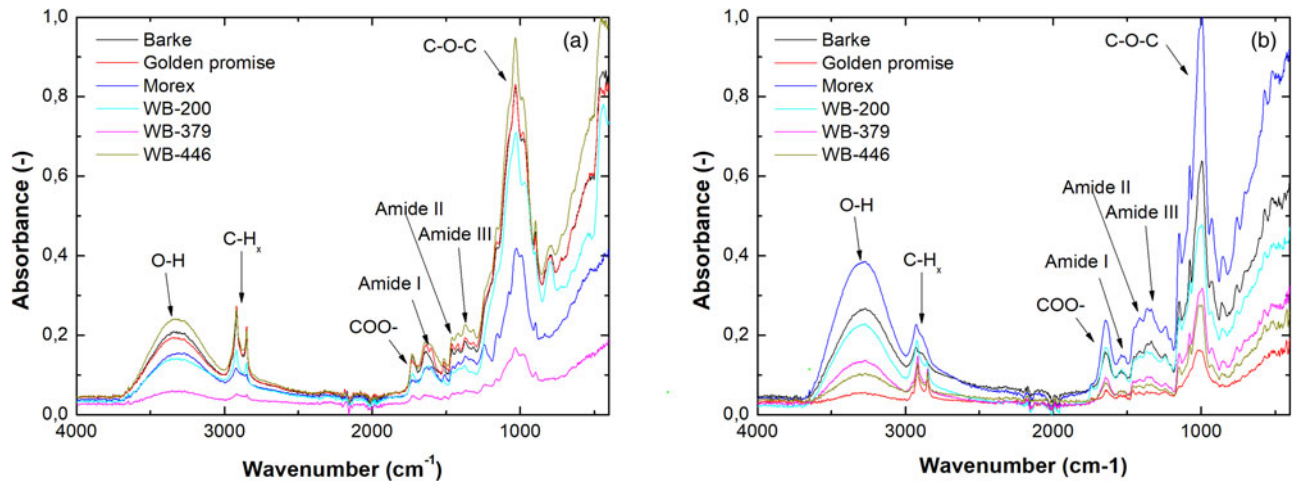 (a)
Barke
Golden promise
Morex
WB-200
WB-379
WB-446
C-O-C
Amide II
Amide III
O-H
C-Hx
Amide I
COO-
Absorbance (-)
1,0
0,8
0,6
0,4
0,2
0,0
4000 3000 2000 1000
Wavenumber (cm-1)
(b)
Barke
Golden promise
Morex
WB-200
WB-379
WB-446
C-O-C
Amide II
Amide III
O-H
C-Hx
Amide I
COO-
Absorbance (-)
1,0
0,8
0,6
0,4
0,2
0,0
4000 3000 2000 1000
Wavenumber (cm-1)